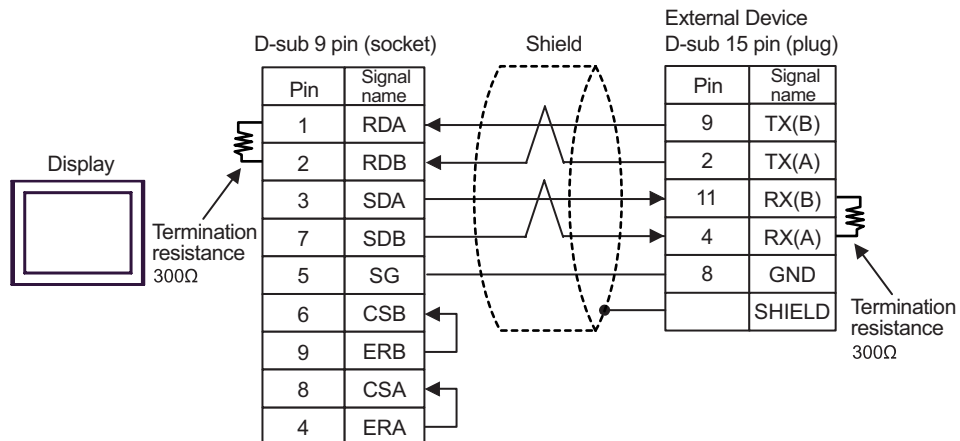 External Device
D-sub 9 pin (socket)
Shield
D-sub 15 pin (plug)
Pin
Signal name
Pin
Signal name
1 RDA
9 TX(B)
2 RDB
2 TX(A)
3 SDA
11 RX(B)
7 SDB
4 RX(A)
5 SG
8 GND
6 CSB
SHIELD
9 ERB
8 CSA
4 ERA
Display
Termination
resistance
300Ω
Termination
resistance
300Ω